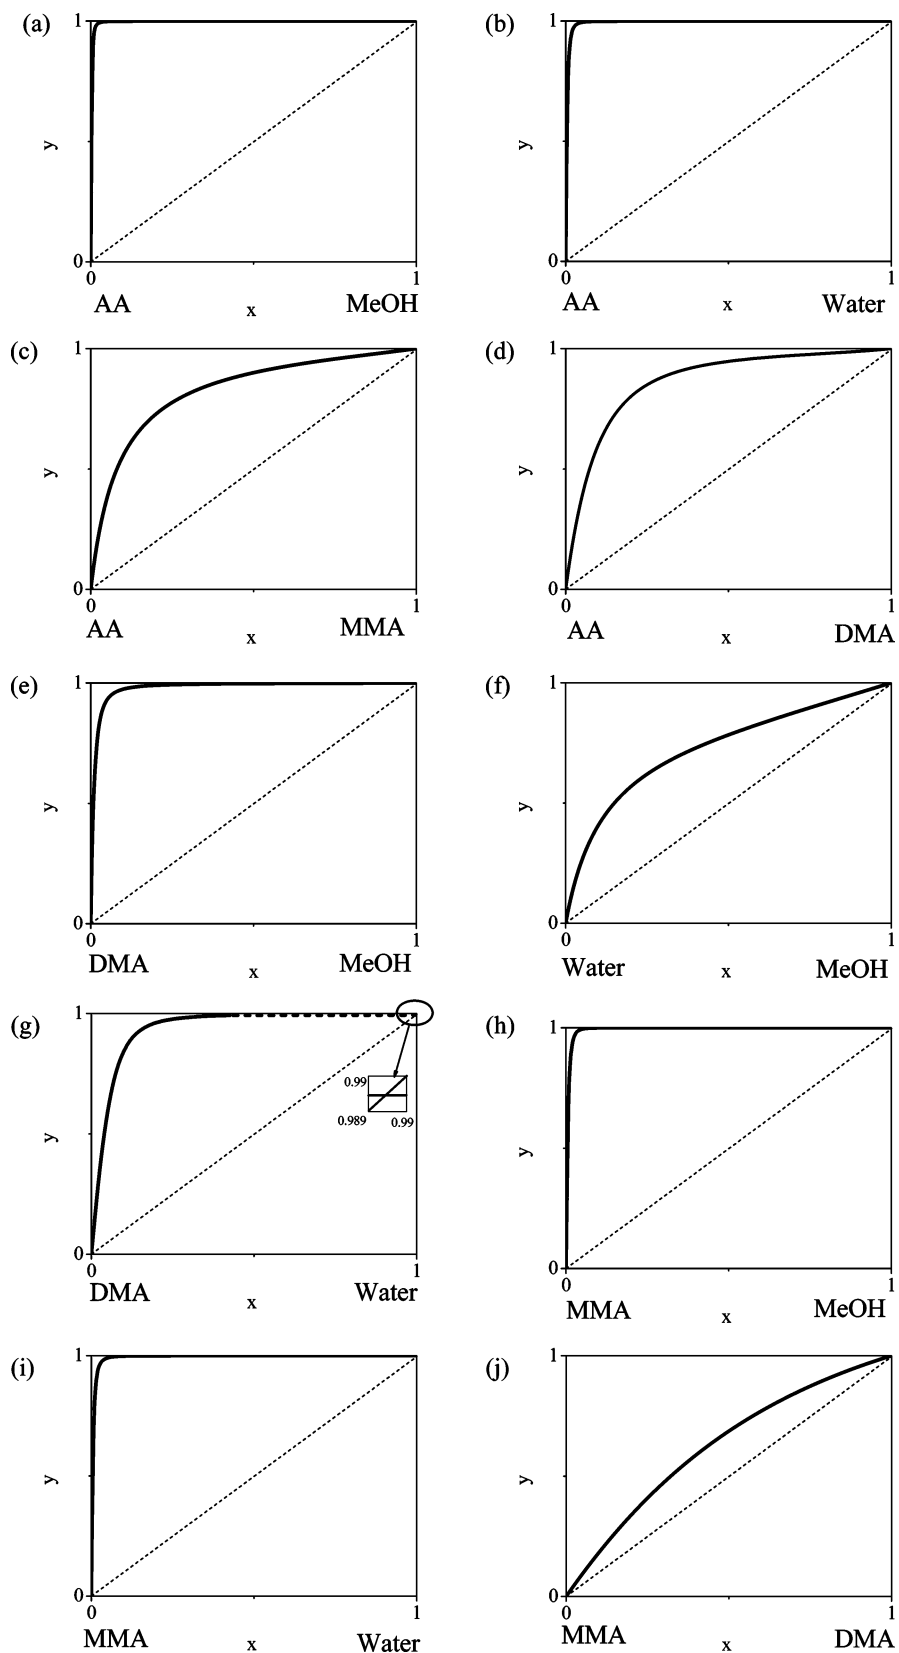 (a) 1 y 0 0 1
AA x MeOH
(b) 1 y 0 0 1
AA x Water
(c) 1 y 0 0 1
AA x MMA
(d) 1 y 0 0 1
AA x DMA
(e) 1 y 0 0 1
DMA x MeOH
(f) 1 y 0 0 1
Water x MeOH
(g) 1 y 0 0 1
0.99
0.989 0.99
DMA x Water
(h) 1 y 0 0 1
MMA x MeOH
(i) 1 y 0 0 1
MMA x Water
(j) 1 y 0 0 1
MMA x DMA